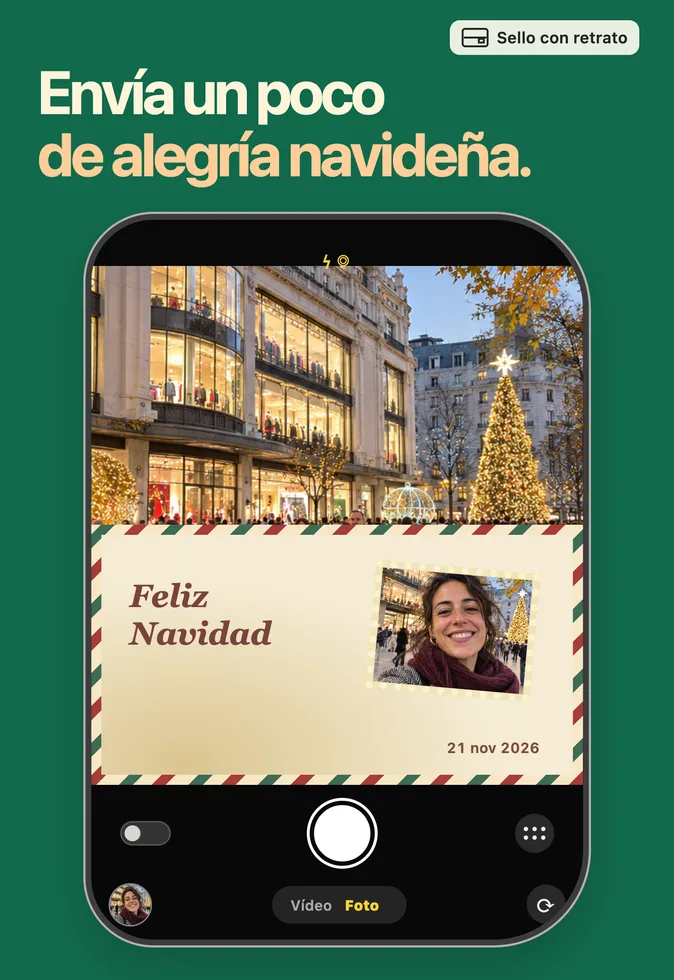 Sello con retrato
Envía un poco
de alegría navideña.
Feliz
Navidad
21 nov 2026
Vídeo Foto